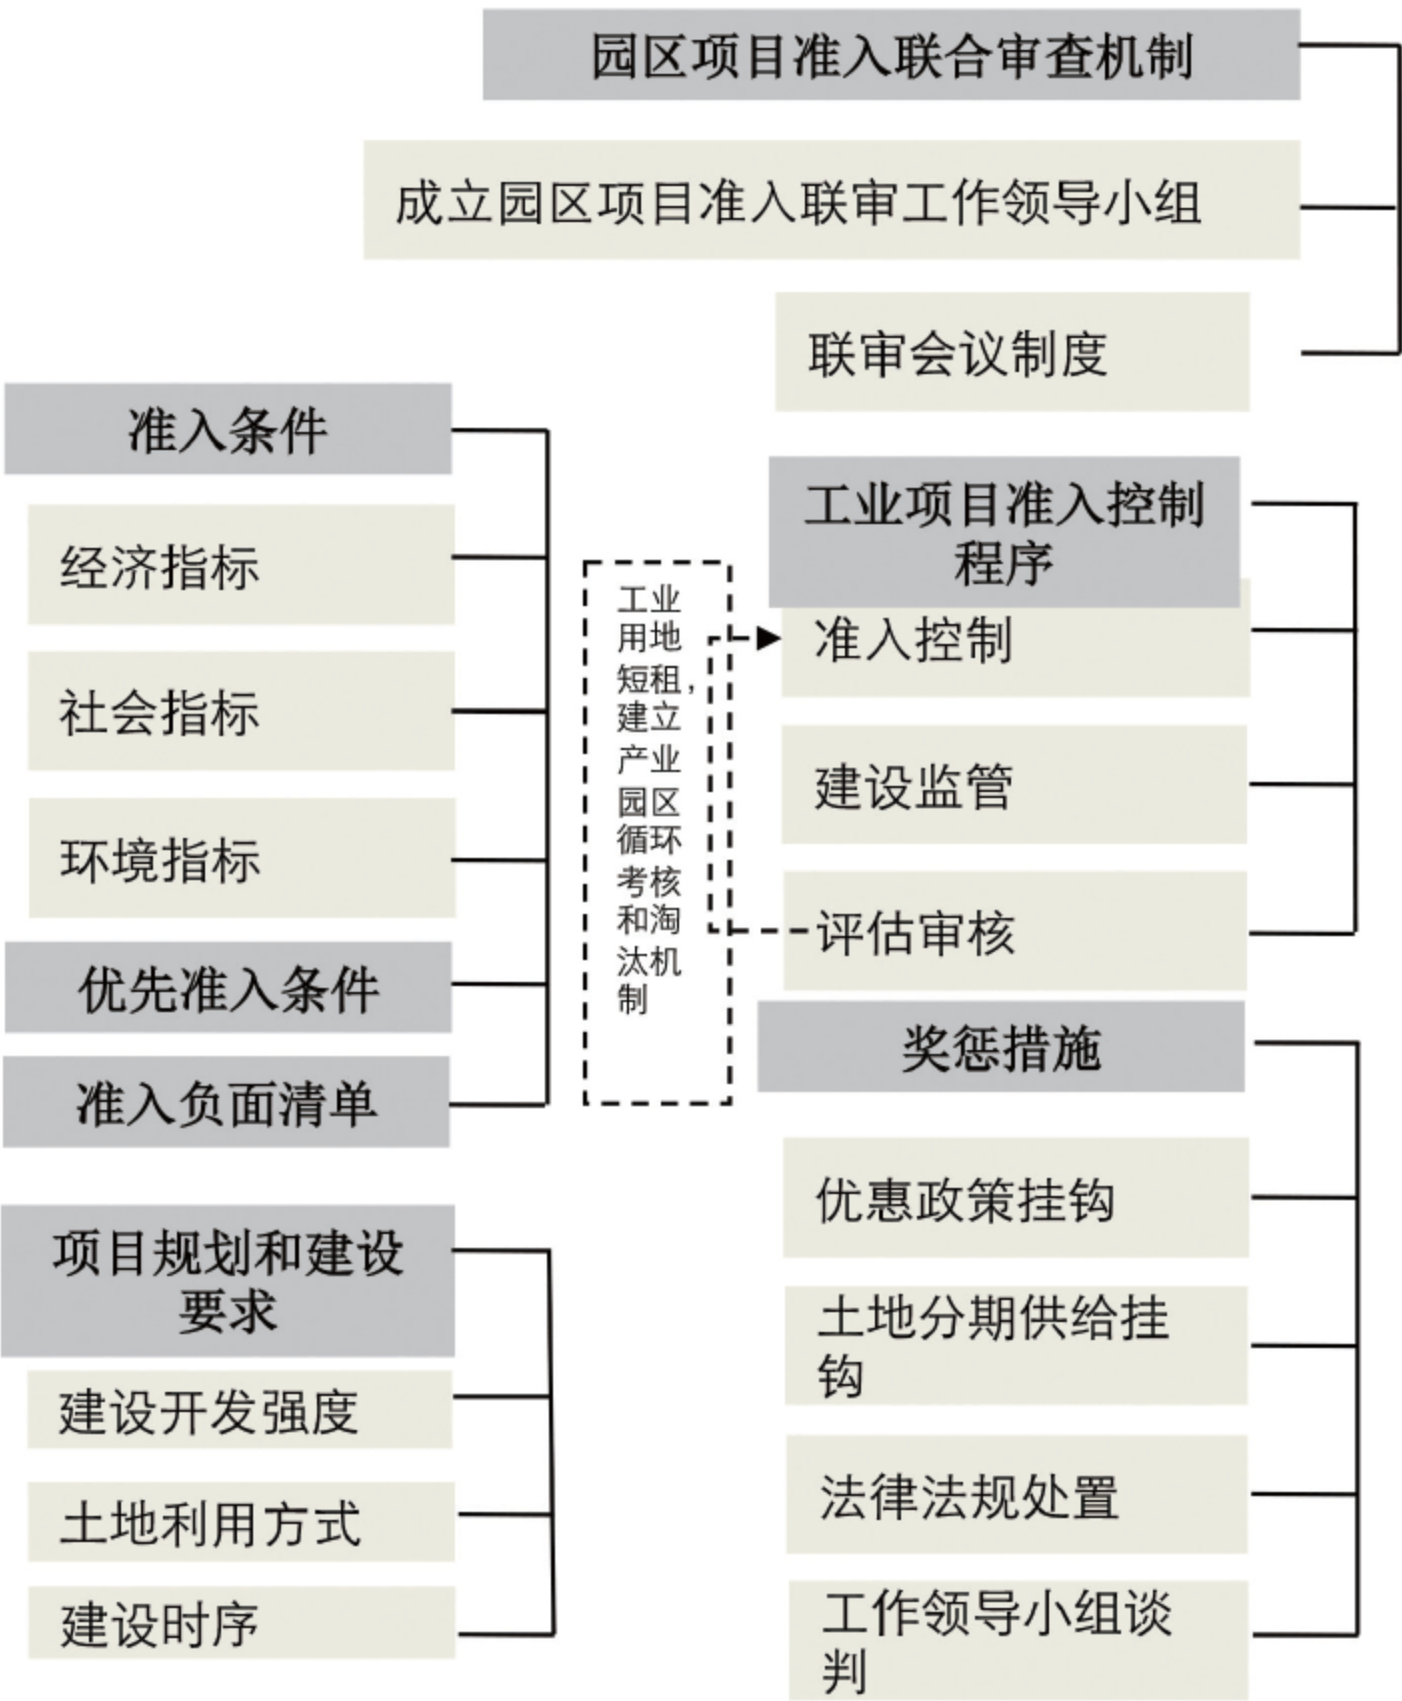 园区项目准入联合审查机制
成立园区项目准入联审工作领导小组
联审会议制度
准入条件
经济指标
社会指标
环境指标
优先准入条件
准入负面清单
项目规划和建设
要求
建设开发强度
土地利用方式
建设时序
工业
用地
短租，
建立
产业
园区
循环
考核
和淘
汰机
制
工业项目准入控制
程序
准入控制
建设监管
评估审核
奖惩措施
优惠政策挂钩
土地分期供给挂
钩
法律法规处置
工作领导小组谈
判